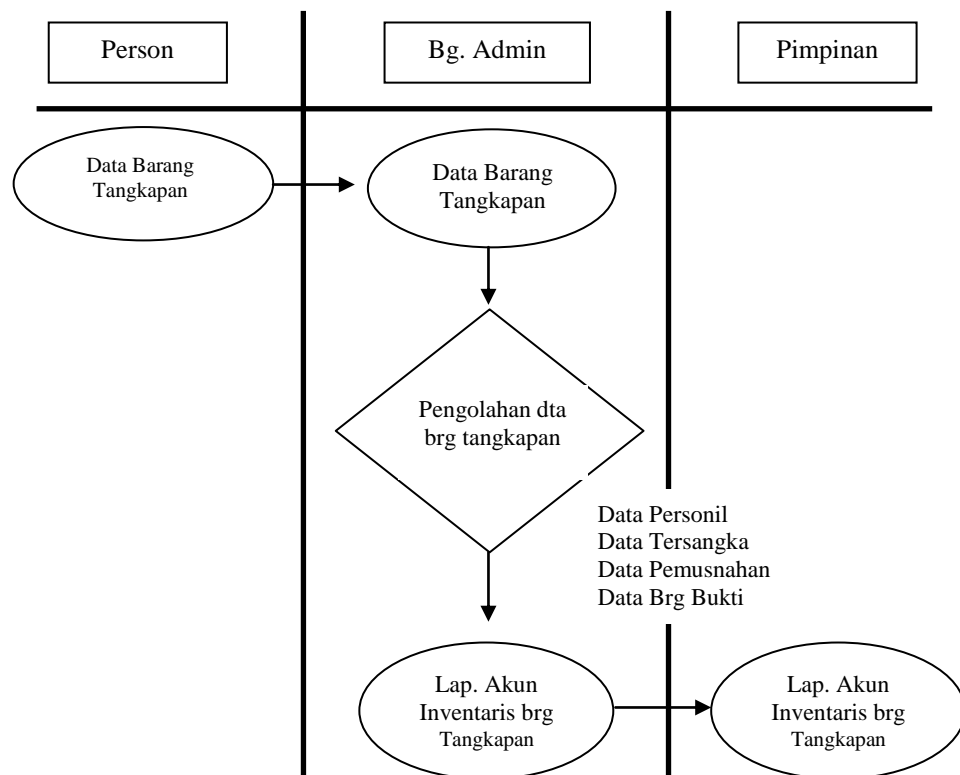 Person
Bg. Admin
Pimpinan
Data Barang
Tangkapan
Data Barang
Tangkapan
Pengolahan dta
brg tangkapan
Data Personil
Data Tersangka
Data Pemusnahan
Data Brg Bukti
Lap. Akun
Inventaris brg
Tangkapan
Lap. Akun
Inventaris brg
Tangkapan